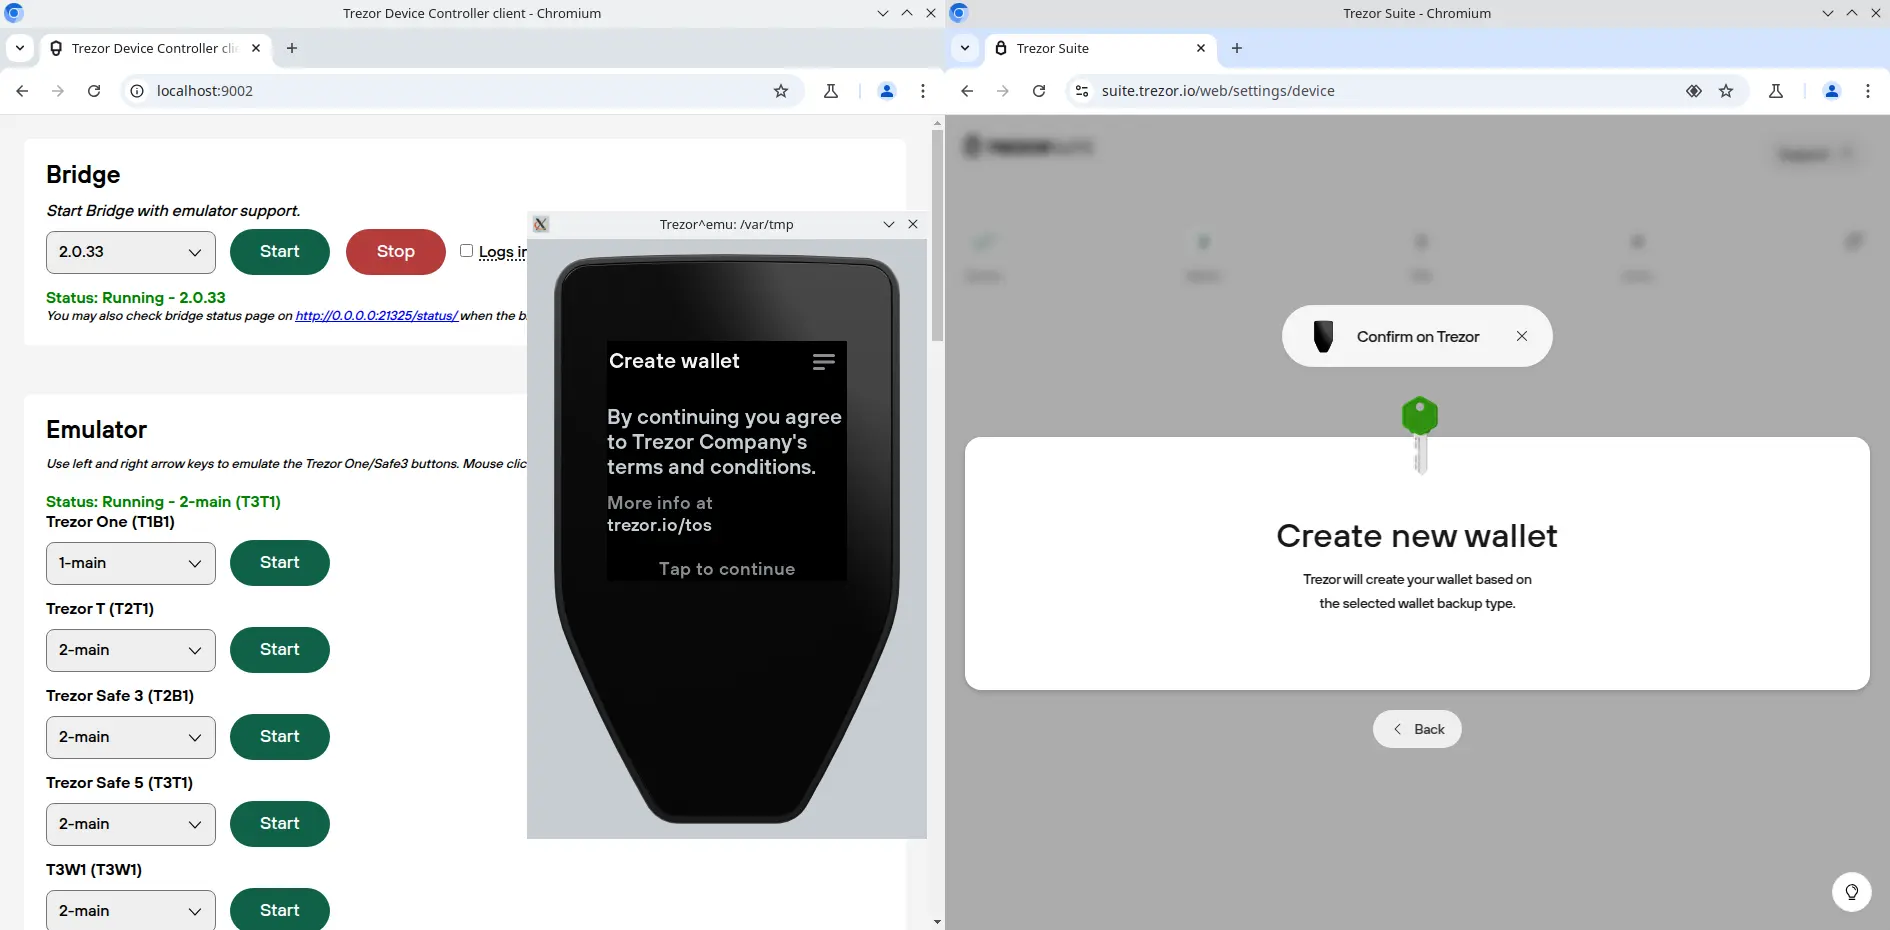 Trezor Device Controller client - Chromium
Trezor Device Controller cli
localhost:9002
Bridge
Start Bridge with emulator support.
2.0.33
Start
Stop
Logs in
Status: Running - 2.0.33
You may also check bridge status page on http://0.0.0.0:21325/status/ when the b
Emulator
Use left and right arrow keys to emulate the Trezor One/Safe3 buttons. Mouse clic
Status: Running - 2-main (T3T1)
Trezor One (T1B1)
1-main
Start
Trezor T (T2T1)
2-main
Start
Trezor Safe 3 (T2B1)
2-main
Start
Trezor Safe 5 (T3T1)
2-main
Start
T3W1 (T3W1)
2-main
Start
Trezor^emu: /var/tmp
Create wallet
By continuing you agree
to Trezor Company's
terms and conditions.
More info at
trezor.io/tos
Tap to continue
Trezor Suite - Chromium
Trezor Suite
suite.trezor.io/web/settings/device
Confirm on Trezor
Create new wallet
Trezor will create your wallet based on
the selected wallet backup type.
Back